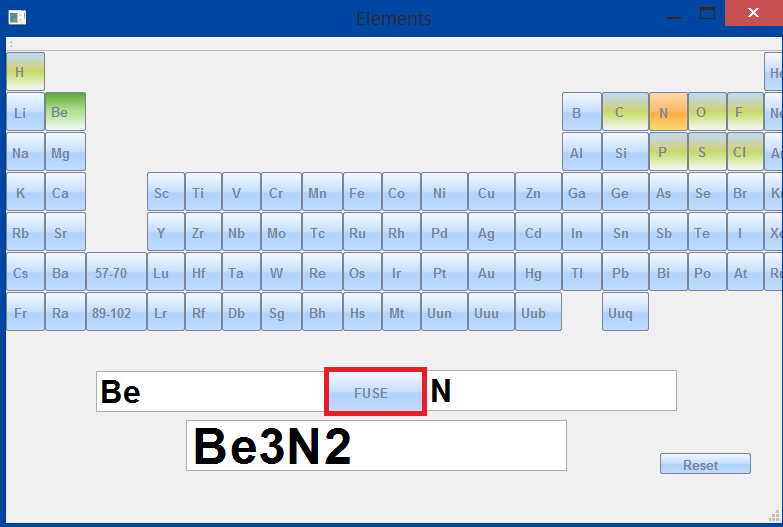 Elements
H He
Li Be B C N O F Ne
Na Mg Al Si P S Cl
K Ca Sc Ti V Cr Mn Fe Co Ni Cu Zn Ga Ge As Se Br
Rb Sr Y Zr Nb Mo Tc Ru Rh Pd Ag Cd In Sn Sb Te I Xe
Cs Ba 57-70 Lu Hf Ta W Re Os Ir Pt Au Hg Tl Pb Bi Po At
Fr Ra 89-102 Lr Rf Db Sg Bh Hs Mt Uun Uuu Uub Uuq
Be FUSE N
Be3N2
Reset